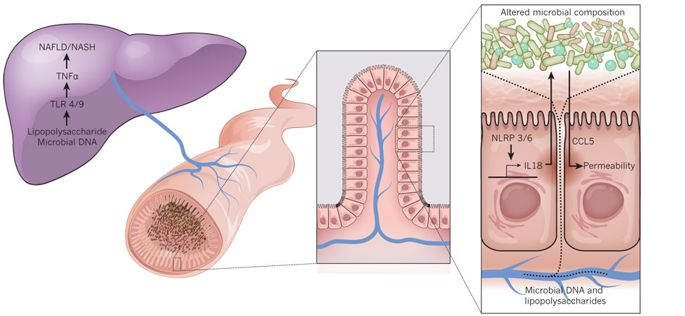 NAFLD/NASH
TNFα
TLR 4/9
Lipopolysaccharide
Microbial DNA
Altered microbial composition
NLRP 3/6
IL18
CCL5
Permeability
Microbial DNA and
lipopolysaccharides